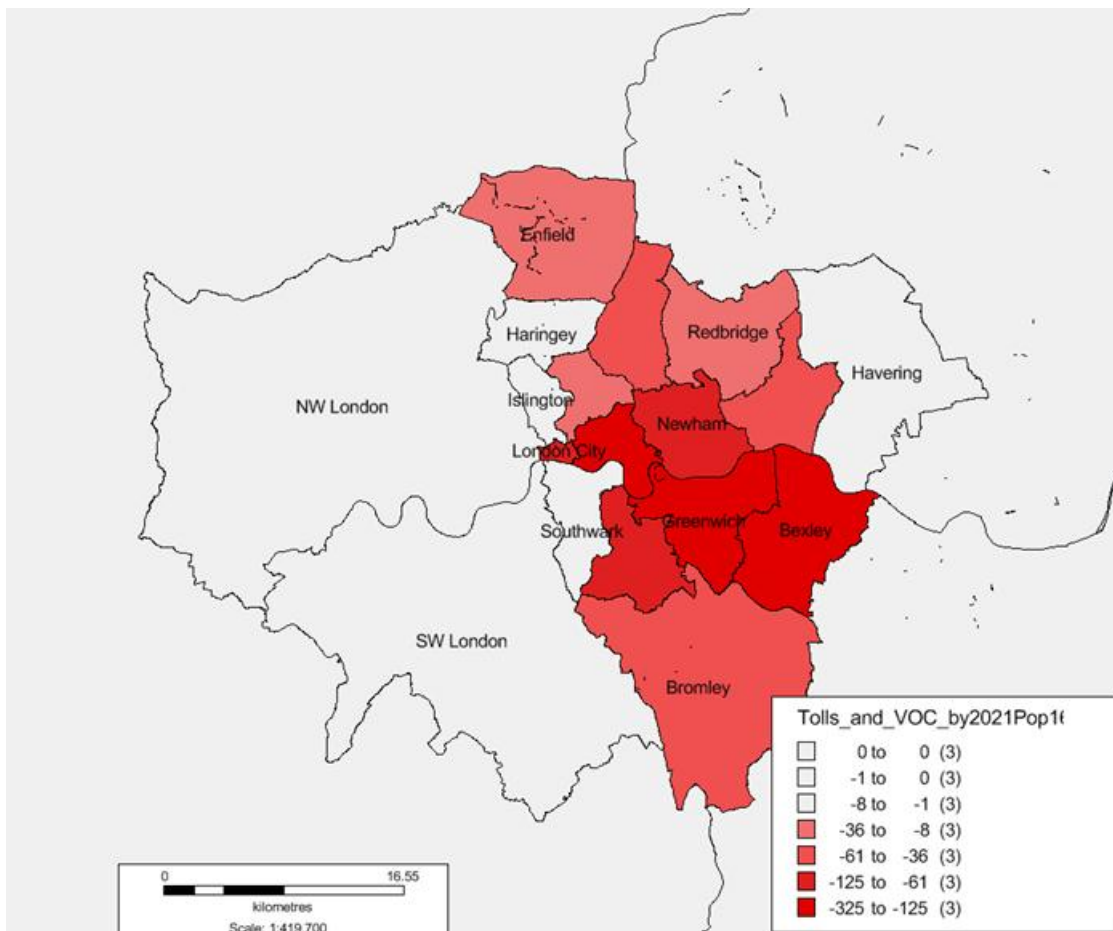 Enfield
Haringey
Redbridge
Havering
Islington
NW London
Newham
London City
Southwark
Greenwich
Bexley
SW London
Bromley
Tolls_and_VOC_by2021Pop16
0 to 0 (3)
-1 to 0 (3)
-8 to -1 (3)
-36 to -8 (3)
-61 to -36 (3)
-125 to -61 (3)
-325 to -125 (3)
0 16.55
kilometres
Scale: 1:419,700